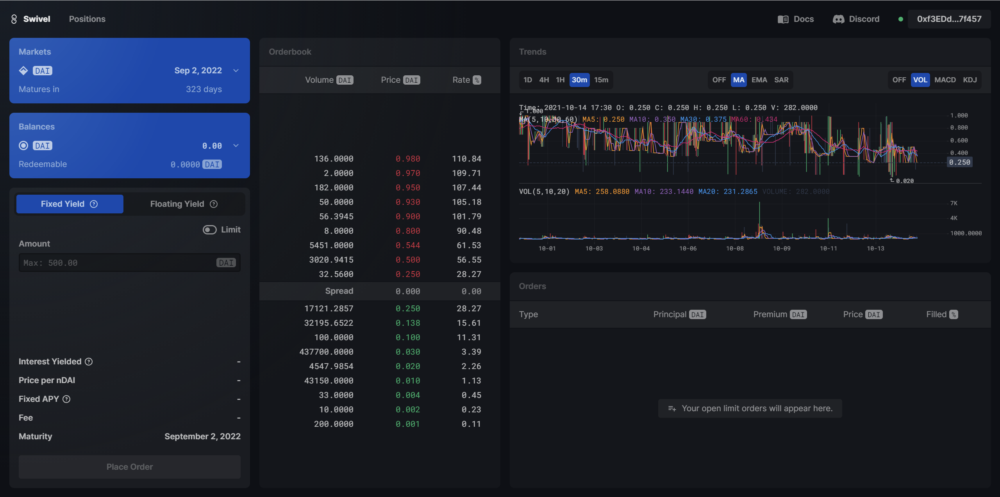 Swivel Positions Docs Discord 0xf3EDd...7f457
Markets
DAI Sep 2, 2022
Matures in 323 days
Balances
DAI 0.00
Redeemable 0.0000 DAI
Fixed Yield ? Floating Yield ?
Limit
Amount
Max: 500.00 DAI
Interest Yielded ? -
Price per nDAI -
Fixed APY ? -
Fee -
Maturity September 2, 2022
Place Order
Orderbook
Volume DAI Price DAI Rate %
136.0000 0.980 110.84
2.0000 0.970 109.71
182.0000 0.950 107.44
50.0000 0.930 105.18
56.3945 0.900 101.79
8.0000 0.800 90.48
5451.0000 0.544 61.53
3020.9415 0.500 56.55
32.5600 0.250 28.27
Spread 0.000 0.00
17121.2857 0.250 28.27
32195.6522 0.138 15.61
100.0000 0.100 11.31
437700.0000 0.030 3.39
4547.9854 0.020 2.26
43150.0000 0.010 1.13
33.0000 0.004 0.45
10.0000 0.002 0.23
200.0000 0.001 0.11
Trends
1D 4H 1H 30m 15m OFF MA EMA SAR OFF VOL MACD KDJ
Time: 2021-10-14 17:30 O: 0.250 C: 0.250 H: 0.250 L: 0.250 V: 282.0000
1.000
MA(5,10,30,60) MA5: 0.250 MA10: 0.350 MA30: 0.375 MA60: 0.434
1.000
0.800
0.600
0.400
0.250
0.020
VOL(5,10,20) MA5: 258.0880 MA10: 233.1440 MA20: 231.2865 VOLUME: 282.0000
7K
4K
1000.0000
10-01 10-03 10-04 10-06 10-08 10-09 10-11 10-13
Orders
Type Principal DAI Premium DAI Price DAI Filled %
Your open limit orders will appear here.